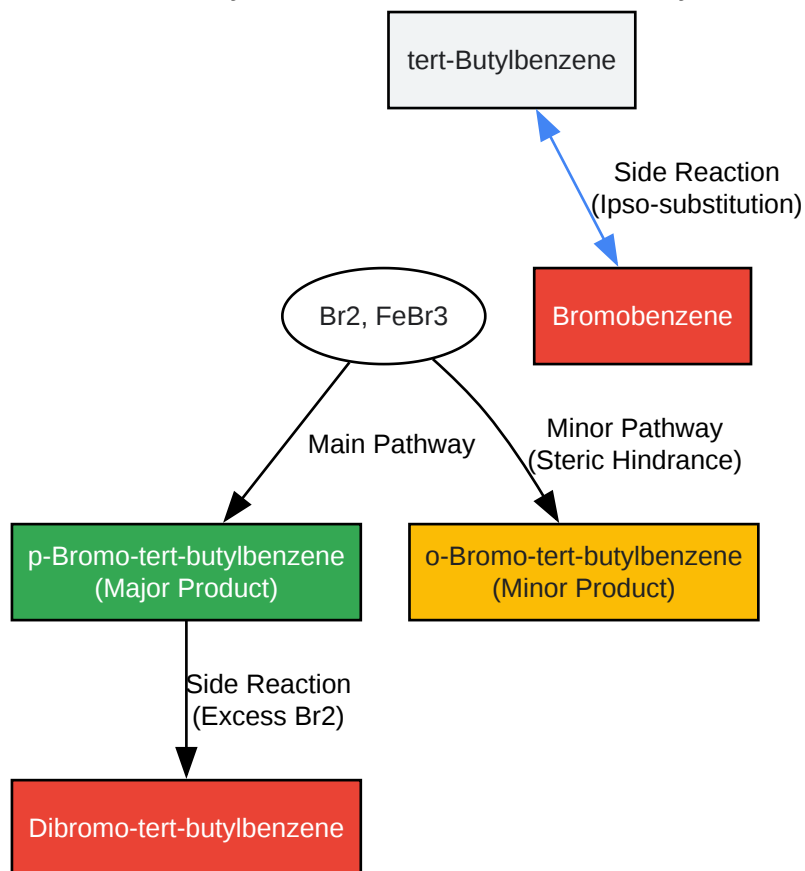 tert-Butylbenzene
Side Reaction
(Ipso-substitution)
Br2, FeBr3
Bromobenzene
Main Pathway
Minor Pathway
(Steric Hindrance)
p-Bromo-tert-butylbenzene
(Major Product)
o-Bromo-tert-butylbenzene
(Minor Product)
Side Reaction
(Excess Br2)
Dibromo-tert-butylbenzene